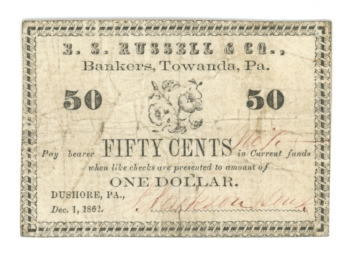 B. S. RUSSELL & CO.,
Bankers, Towanda, Pa.
50 50
FIFTY CENTS
Pay bearer in Current funds
when like checks are presented to amount of
ONE DOLLAR.
DUSHORE, PA.,
Dec. 1, 1862.